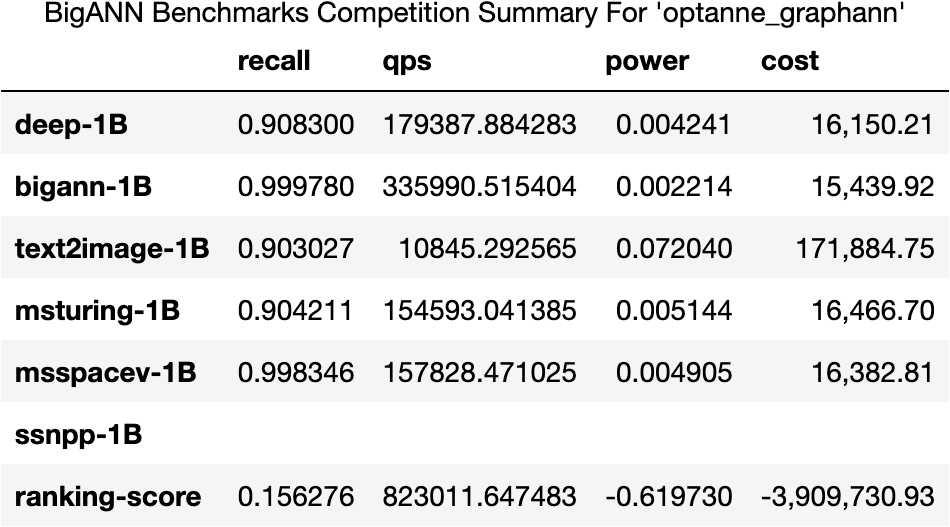 BigANN Benchmarks Competition Summary For 'optanne_graphann'
recall qps power cost
deep-1B 0.908300 179387.884283 0.004241 16,150.21
bigann-1B 0.999780 335990.515404 0.002214 15,439.92
text2image-1B 0.903027 10845.292565 0.072040 171,884.75
msturing-1B 0.904211 154593.041385 0.005144 16,466.70
msspacev-1B 0.998346 157828.471025 0.004905 16,382.81
ssnpp-1B
ranking-score 0.156276 823011.647483 -0.619730 -3,909,730.93